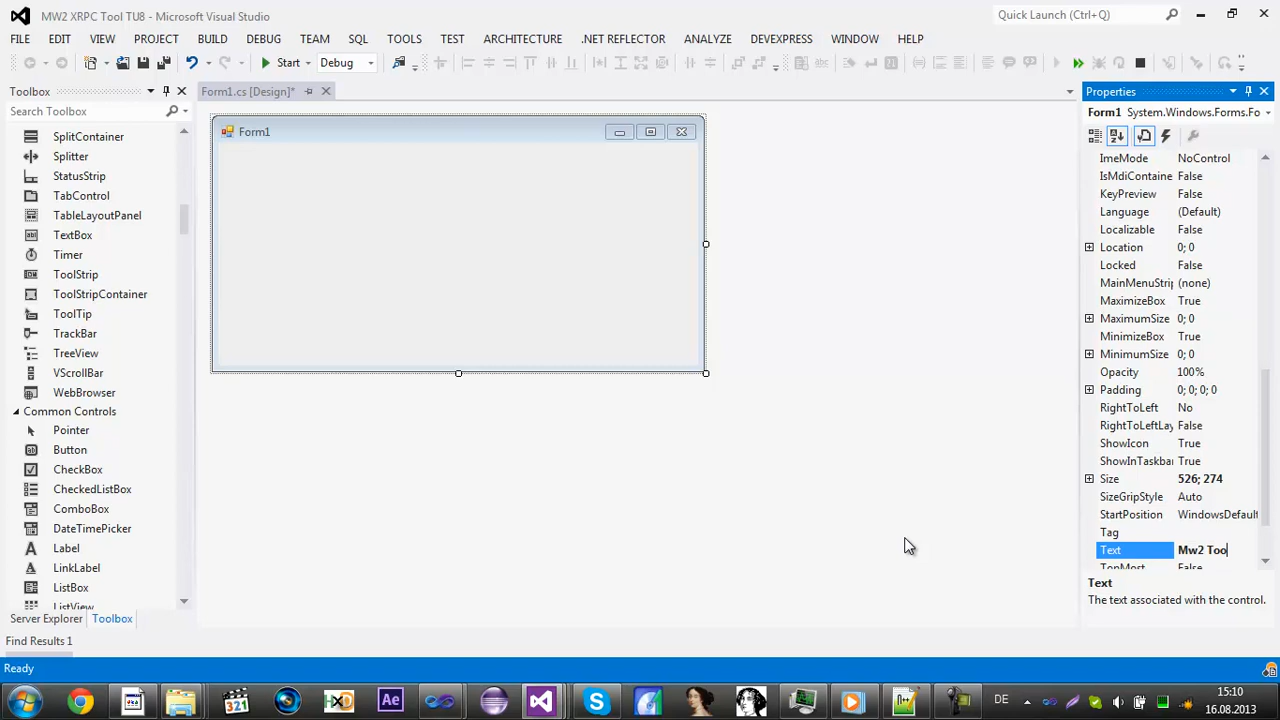 MW2 XRPC Tool TU8 - Microsoft Visual Studio
Quick Launch (Ctrl+Q)
FILE EDIT VIEW PROJECT BUILD DEBUG TEAM SQL TOOLS TEST ARCHITECTURE .NET REFLECTOR ANALYZE DEVEXPRESS WINDOW HELP
Start Debug
Toolbox
Form1.cs [Design]*
Properties
Search Toolbox
Form1 System.Windows.Forms.Fo
SplitContainer
Splitter
StatusStrip
TabControl
TableLayoutPanel
TextBox
Timer
ToolStrip
ToolStripContainer
ToolTip
TrackBar
TreeView
VScrollBar
WebBrowser
Common Controls
Pointer
Button
CheckBox
CheckedListBox
ComboBox
DateTimePicker
Label
LinkLabel
ListBox
ListView
Server Explorer Toolbox
Form1
ImeMode NoControl
IsMdiContaine False
KeyPreview False
Language (Default)
Localizable False
Location 0; 0
Locked False
MainMenuStrip (none)
MaximizeBox True
MaximumSize 0; 0
MinimizeBox True
MinimumSize 0; 0
Opacity 100%
Padding 0; 0; 0; 0
RightToLeft No
RightToLeftLay False
ShowIcon True
ShowInTaskbar True
Size 526; 274
SizeGripStyle Auto
StartPosition WindowsDefault
Tag
Text Mw2 Too
TopMost False
Text
The text associated with the control.
Find Results 1
Ready
321
HxD
Ae
DE
15:10
16.08.2013